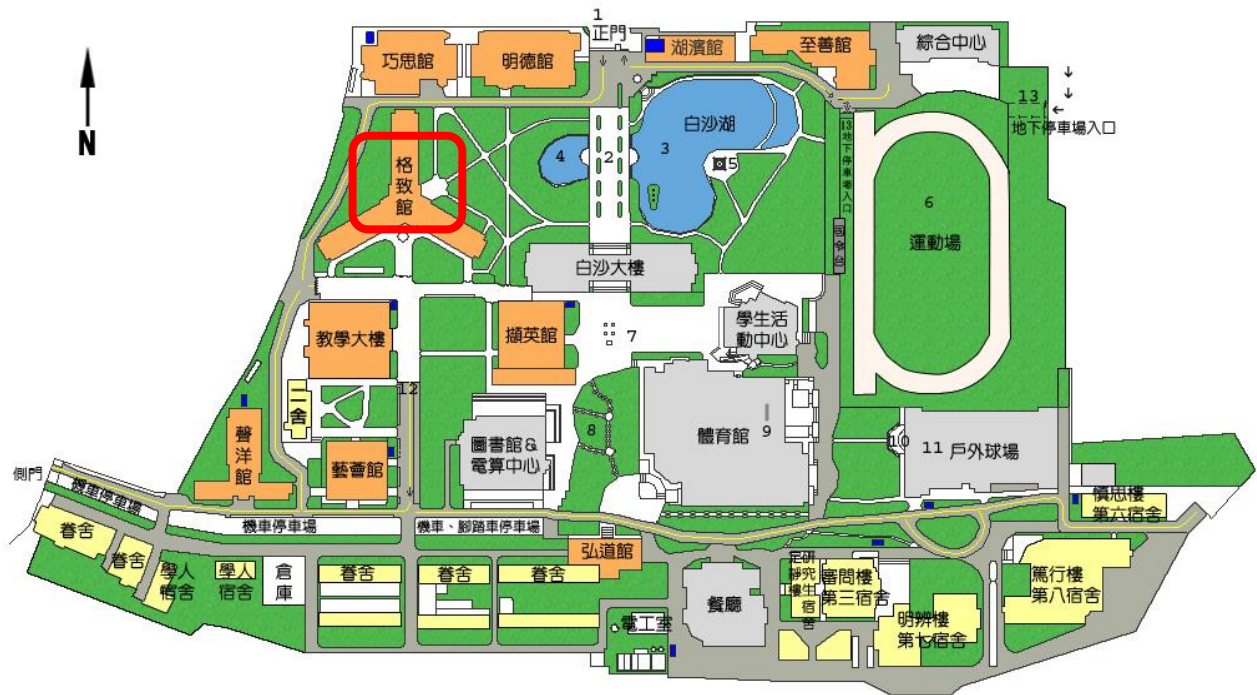 1
正門
巧思館
明德館
湖濱館
至善館
綜合中心
N
13
地下停車場入口
白沙湖
13地下停車場入口
格致館
4
2
3
5
6
運動場
司令台
白沙大樓
教學大樓
擷英館
7
學生活
動中心
12
二舍
聲洋館
藝薈館
圖書館&
電算中心
8
體育館
9
10
11 戶外球場
側門
機車停車場
機車停車場
機車、腳踏車停車場
慎思樓
第六宿舍
眷舍
眷舍
學人
宿舍
學人
宿舍
倉
庫
眷舍
眷舍
眷舍
弘道館
餐廳
電工室
研究生宿舍
審問樓
第三宿舍
明辨樓
第七宿舍
篤行樓
第八宿舍